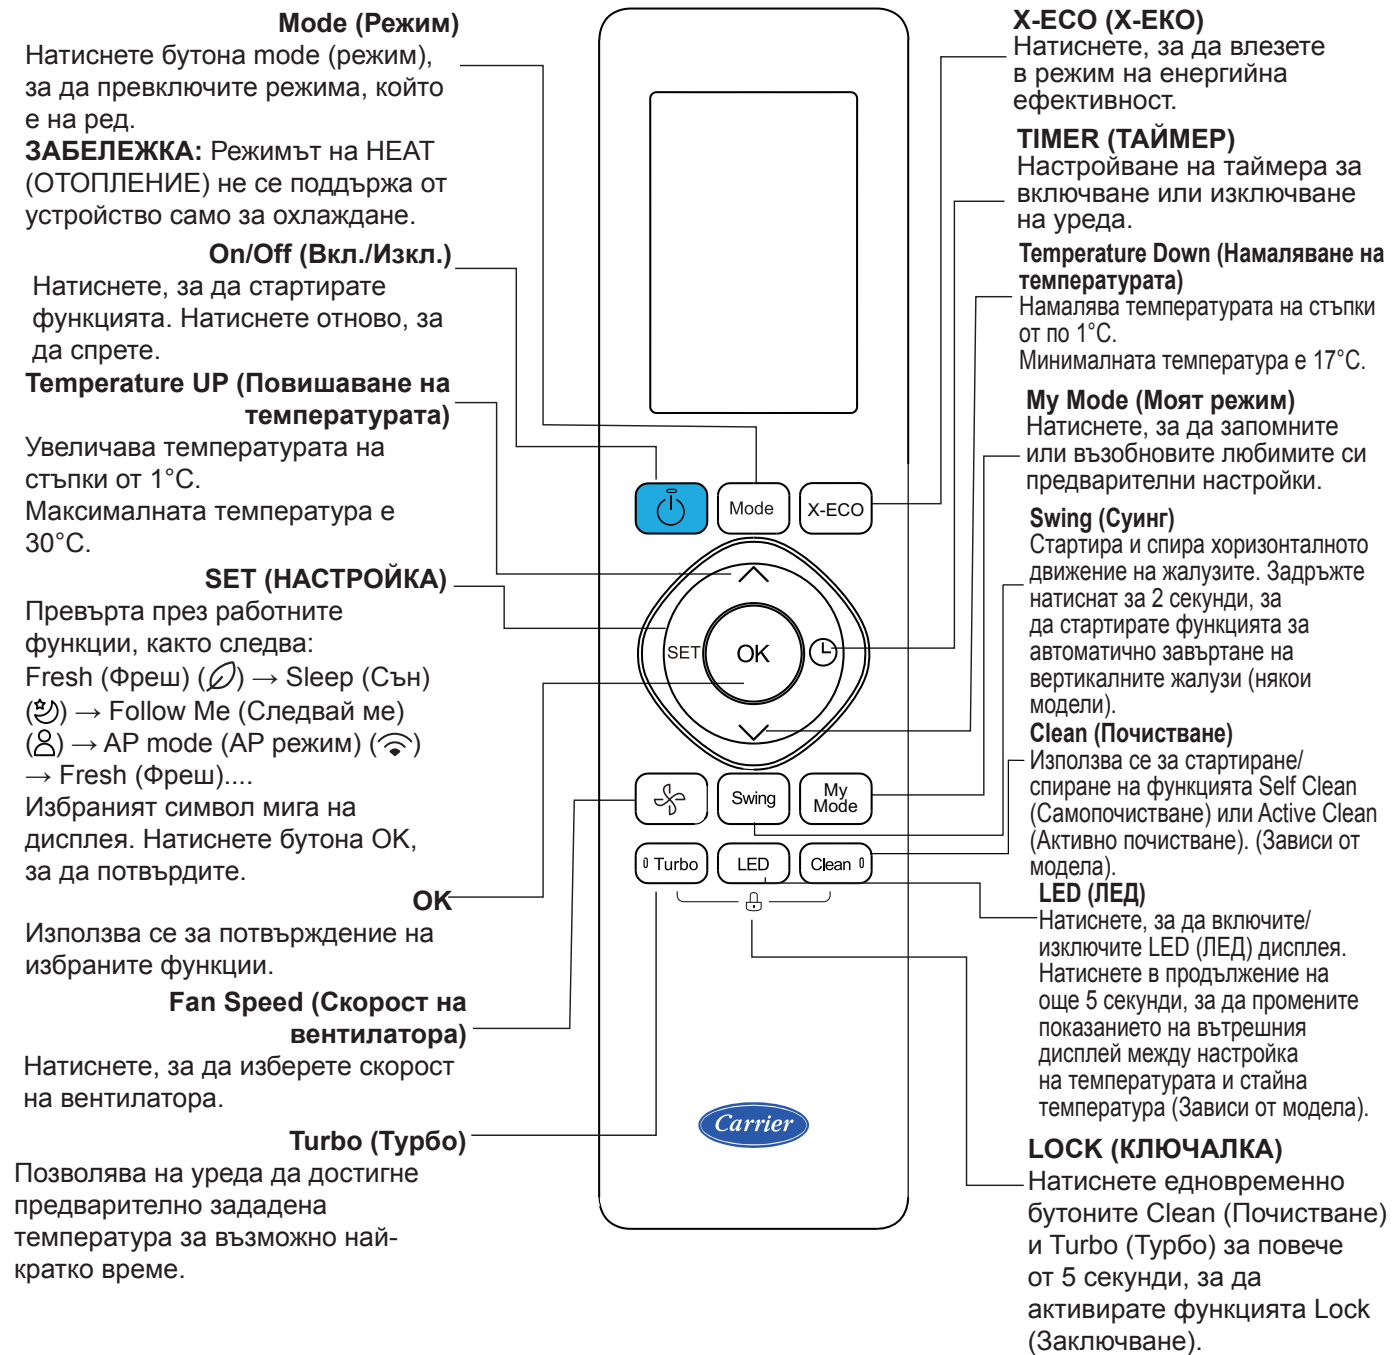 Mode (Режим)
Натиснете бутона mode (режим),
за да превключите режима, който
е на ред.
ЗАБЕЛЕЖКА: Режимът на HEAT
(ОТОПЛЕНИЕ) не се поддържа от
устройство само за охлаждане.
On/Off (Вкл./Изкл.)
Натиснете, за да стартирате
функцията. Натиснете отново, за
да спрете.
Temperature UP (Повишаване на
температурата)
Увеличава температурата на
стъпки от 1°C.
Максималната температура е
30°C.
SET (НАСТРОЙКА)
Превърта през работните
функции, както следва:
Fresh (Фреш) () → Sleep (Сън)
() → Follow Me (Следвай ме)
() → AP mode (AP режим) ()
→ Fresh (Фреш)....
Избраният символ мига на
дисплея. Натиснете бутона OK,
за да потвърдите.
OK
Използва се за потвърждение на
избраните функции.
Fan Speed (Скорост на
вентилатора)
Натиснете, за да изберете скорост
на вентилатора.
Turbo (Турбо)
Позволява на уреда да достигне
предварително зададена
температура за възможно най-
кратко време.
Mode
X-ECO
SET
OK
Swing
My
Mode
Turbo
LED
Clean
Carrier
X-ECO (X-ЕКО)
Натиснете, за да влезете
в режим на енергийна
ефективност.
TIMER (ТАЙМЕР)
Настройване на таймера за
включване или изключване
на уреда.
Temperature Down (Намаляване на
температурата)
Намалява температурата на стъпки
от по 1°C.
Минималната температура е 17°C.
My Mode (Моят режим)
Натиснете, за да запомните
или възобновите любимите си
предварителни настройки.
Swing (Суинг)
Стартира и спира хоризонталното
движение на жалузите. Задръжте
натиснат за 2 секунди, за
да стартирате функцията за
автоматично завъртане на
вертикалните жалузи (някои
модели).
Clean (Почистване)
Използва се за стартиране/
спиране на функцията Self Clean
(Самопочистване) или Active Clean
(Активно почистване). (Зависи от
модела).
LED (ЛЕД)
Натиснете, за да включите/
изключите LED (ЛЕД) дисплея.
Натиснете в продължение на
още 5 секунди, за да промените
показанието на вътрешния
дисплей между настройка
на температурата и стайна
температура (Зависи от модела).
LOCK (КЛЮЧАЛКА)
Натиснете едновременно
бутоните Clean (Почистване)
и Turbo (Турбо) за повече
от 5 секунди, за да
активирате функцията Lock
(Заключване).